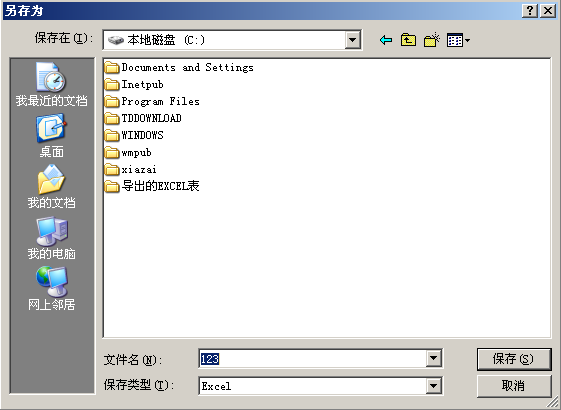 另存为
保存在(I):
本地磁盘 (C:)
我最近的文档
桌面
我的文档
我的电脑
网上邻居
Documents and Settings
Inetpub
Program Files
TDDOWNLOAD
WINDOWS
wmpub
xiazai
导出的EXCEL表
文件名(N):
123
保存(S)
保存类型(T):
Excel
取消